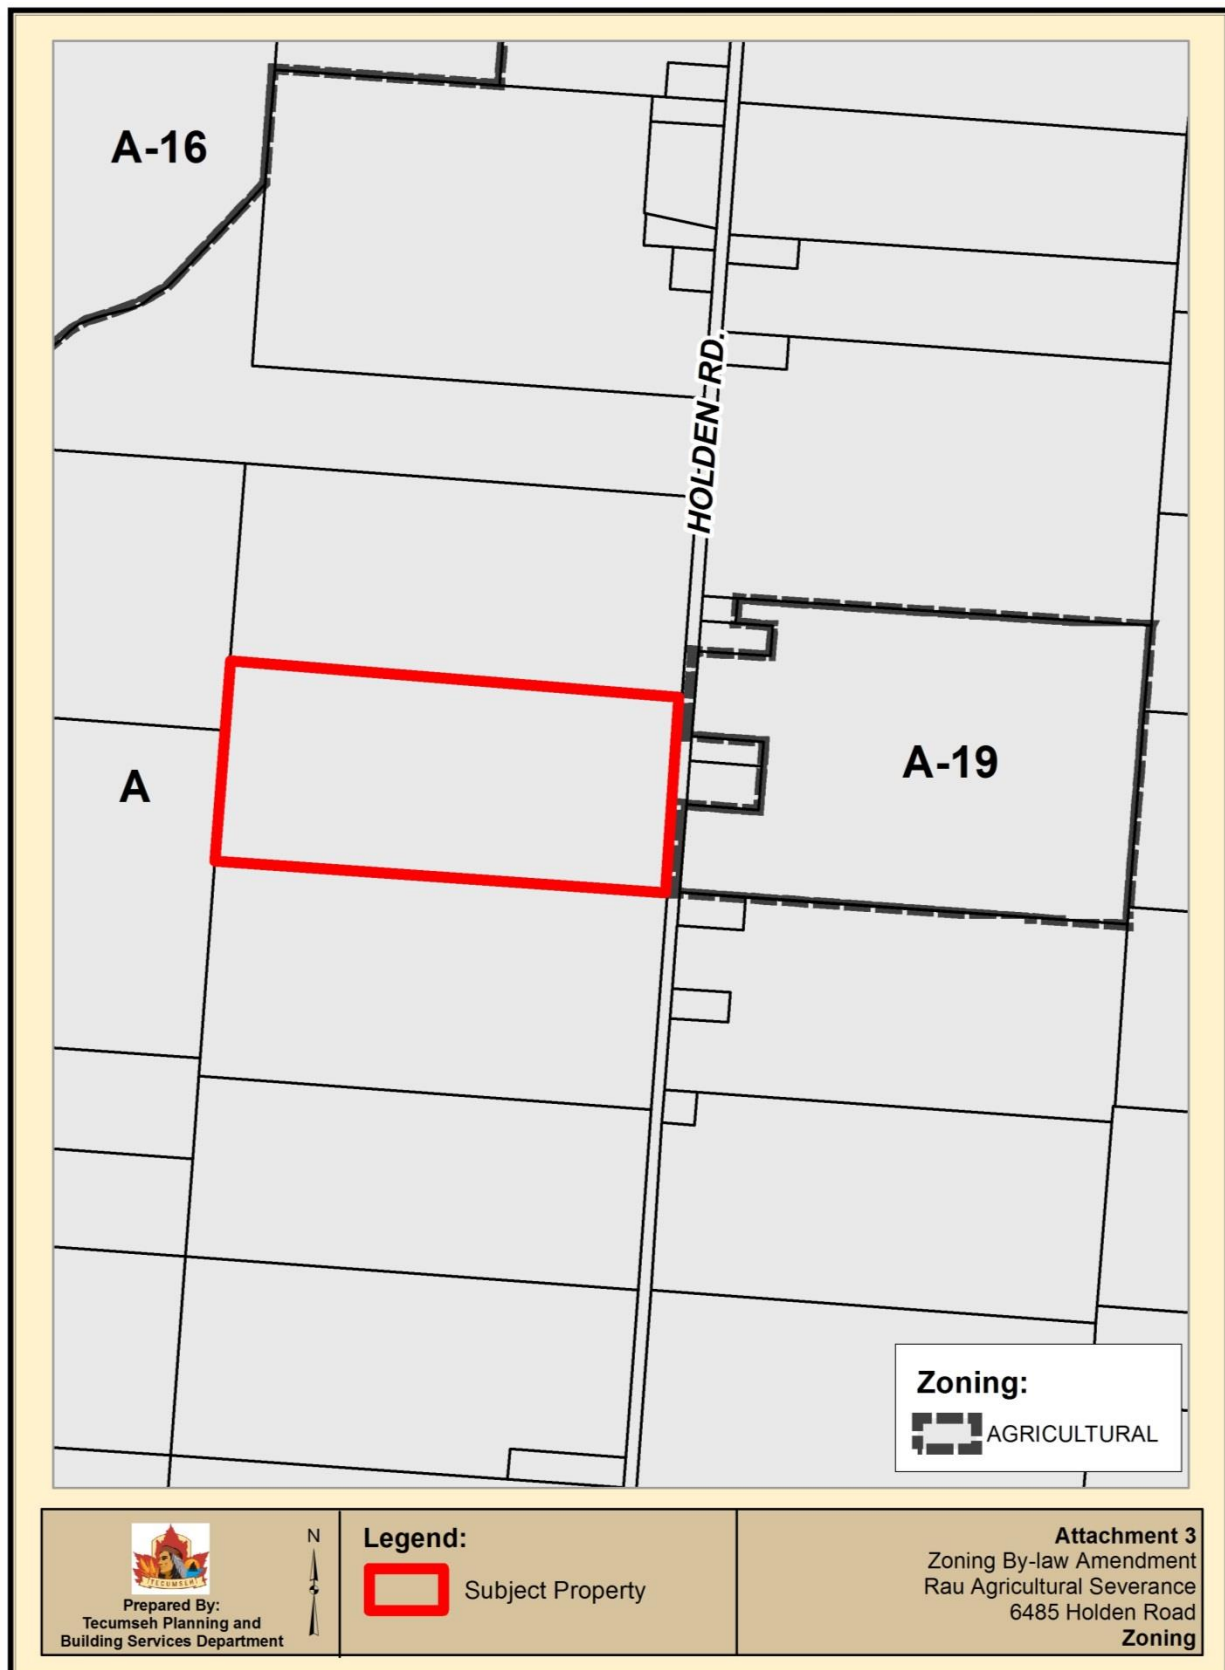 A-16
HOLDEN RD.
A-19
A
Zoning:
AGRICULTURAL
TECUMSEH
Prepared By:
Tecumseh Planning and
Building Services Department
N
Legend:
Subject Property
Attachment 3
Zoning By-law Amendment
Rau Agricultural Severance
6485 Holden Road
Zoning